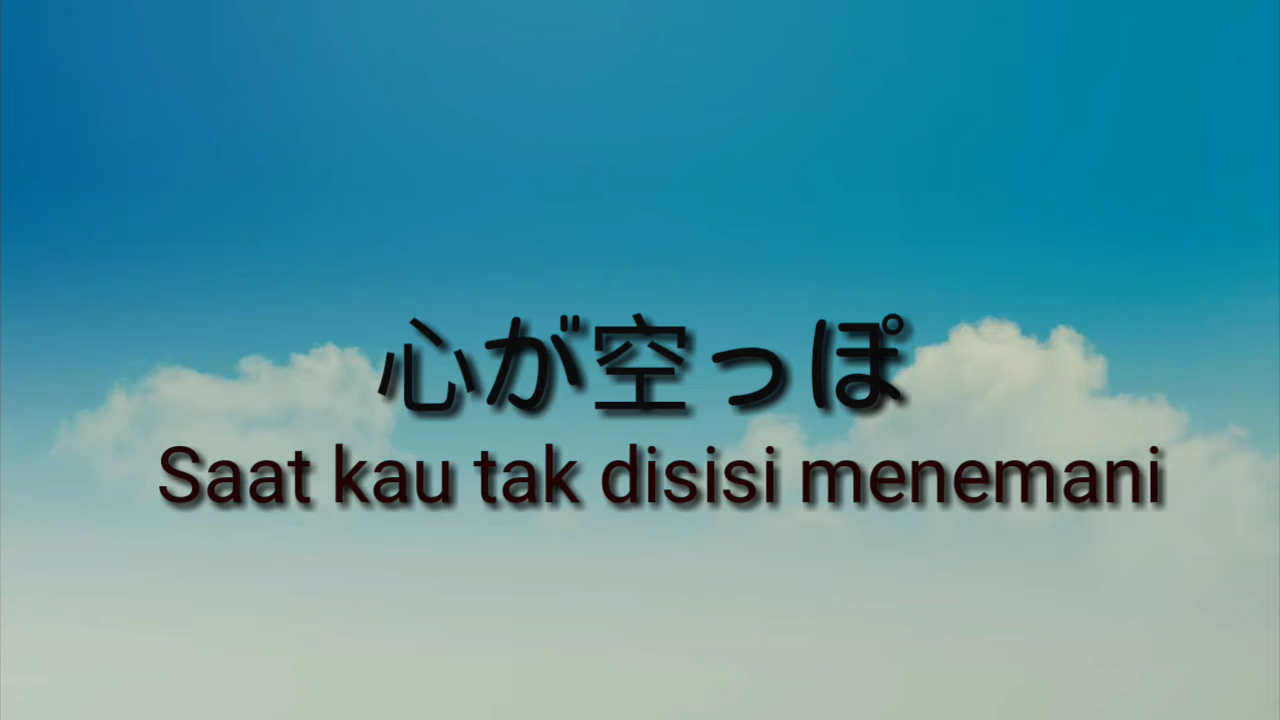 心が空っぽ
Saat kau tak disisi menemani